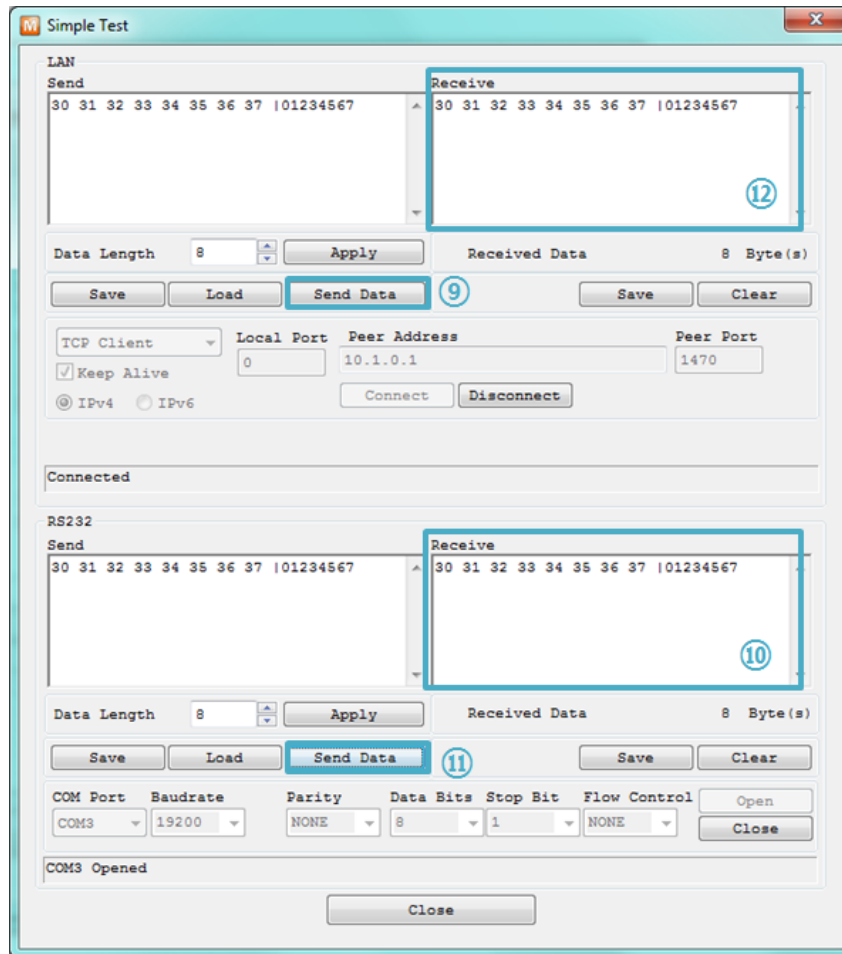 Simple Test
LAN
Send
Receive
30 31 32 33 34 35 36 37 |01234567
30 31 32 33 34 35 36 37 |01234567
⑫
Data Length 8 Apply Received Data 8 Byte(s)
Save Load Send Data ⑨ Save Clear
TCP Client Local Port Peer Address Peer Port
0 10.1.0.1 1470
Keep Alive
IPv4 IPv6 Connect Disconnect
Connected
RS232
Send
Receive
30 31 32 33 34 35 36 37 |01234567
30 31 32 33 34 35 36 37 |01234567
⑩
Data Length 8 Apply Received Data 8 Byte(s)
Save Load Send Data ⑪ Save Clear
COM Port Baudrate Parity Data Bits Stop Bit Flow Control Open
COM3 19200 NONE 8 1 NONE Close
COM3 Opened
Close